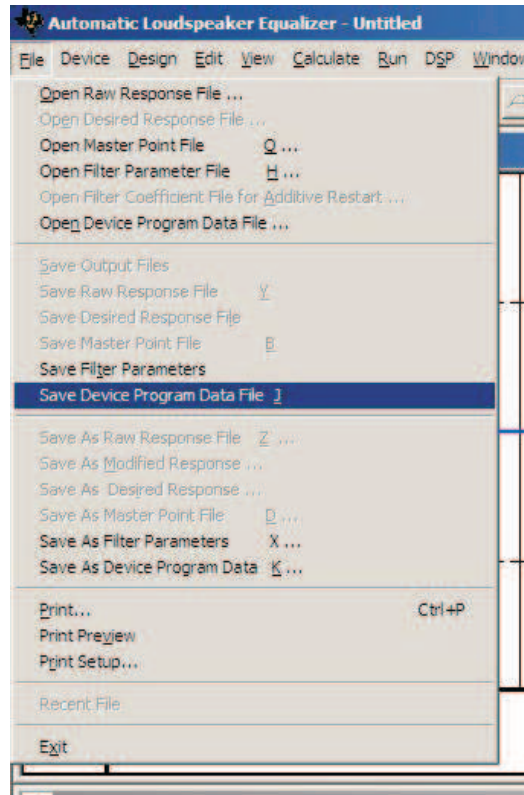 Automatic Loudspeaker Equalizer - Untitled
File Device Design Edit View Calculate Run DSP Window
Open Raw Response File ...
Open Desired Response File ...
Open Master Point File Q ...
Open Filter Parameter File H ...
Open Filter Coefficient File for Additive Restart ...
Open Device Program Data File ...
Save Output Files
Save Raw Response File Y
Save Desired Response File
Save Master Point File B
Save Filter Parameters
Save Device Program Data File J
Save As Raw Response File Z ...
Save As Modified Response ...
Save As Desired Response ...
Save As Master Point File D ...
Save As Filter Parameters X ...
Save As Device Program Data K ...
Print... Ctrl+P
Print Preview
Print Setup...
Recent File
Exit